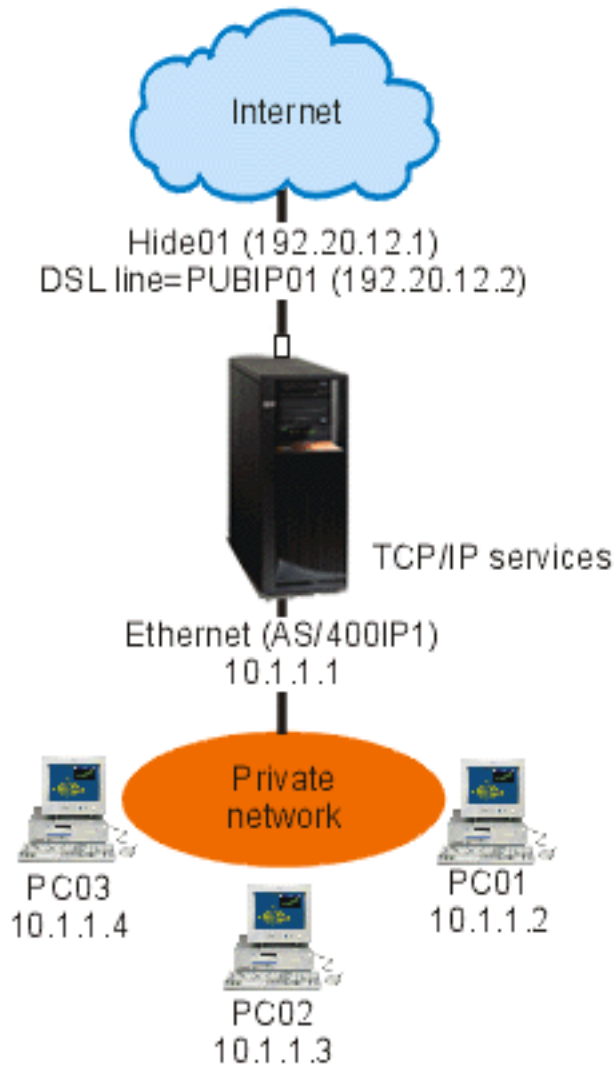 Internet
Hide01 (192.20.12.1)
DSL line=PUBIP01 (192.20.12.2)
TCP/IP services
Ethernet (AS/400IP1)
10.1.1.1
Private
network
PC03
10.1.1.4
PC01
10.1.1.2
PC02
10.1.1.3